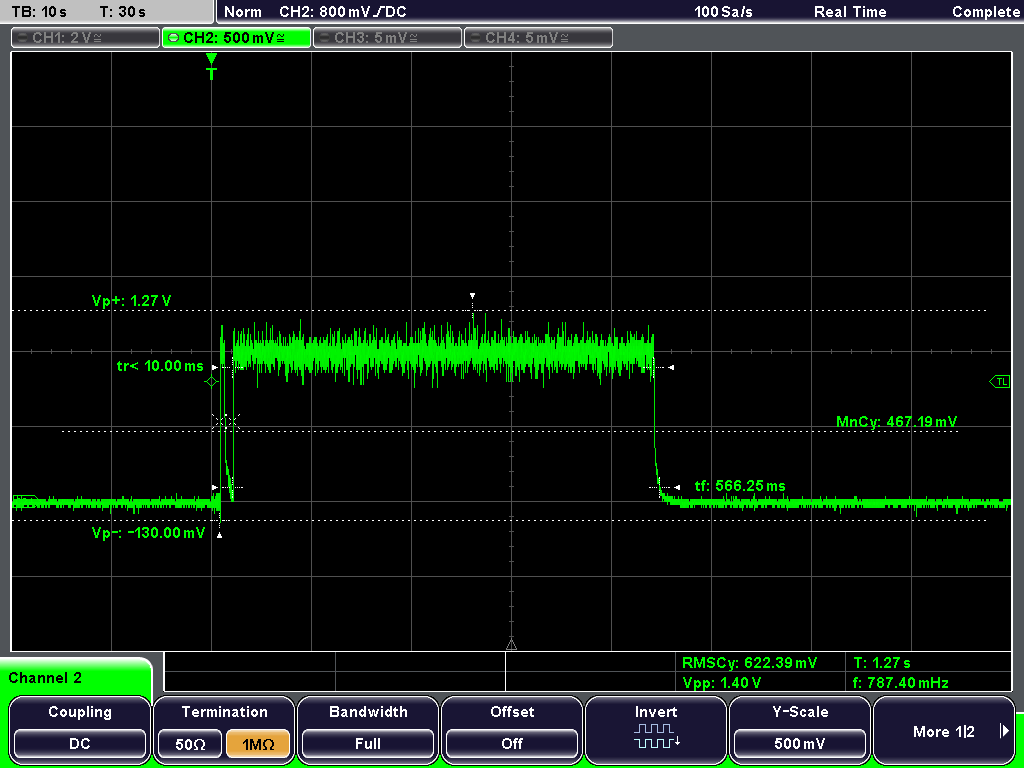 TB: 10 s T: 30 s Norm CH2: 800 mV DC 100 Sa/s Real Time Complete
CH1: 2 V CH2: 500 mV CH3: 5 mV CH4: 5 mV
T
Vp+: 1.27 V
tr< 10.00 ms
TL
MnCy: 467.19 mV
tf: 566.25 ms
Vp-: -130.00 mV
RMSCy: 622.39 mV T: 1.27 s
Vpp: 1.40 V f: 787.40 mHz
Channel 2
Coupling Termination Bandwidth Offset Invert Y-Scale More 1|2
DC 50Ω 1MΩ Full Off 500 mV